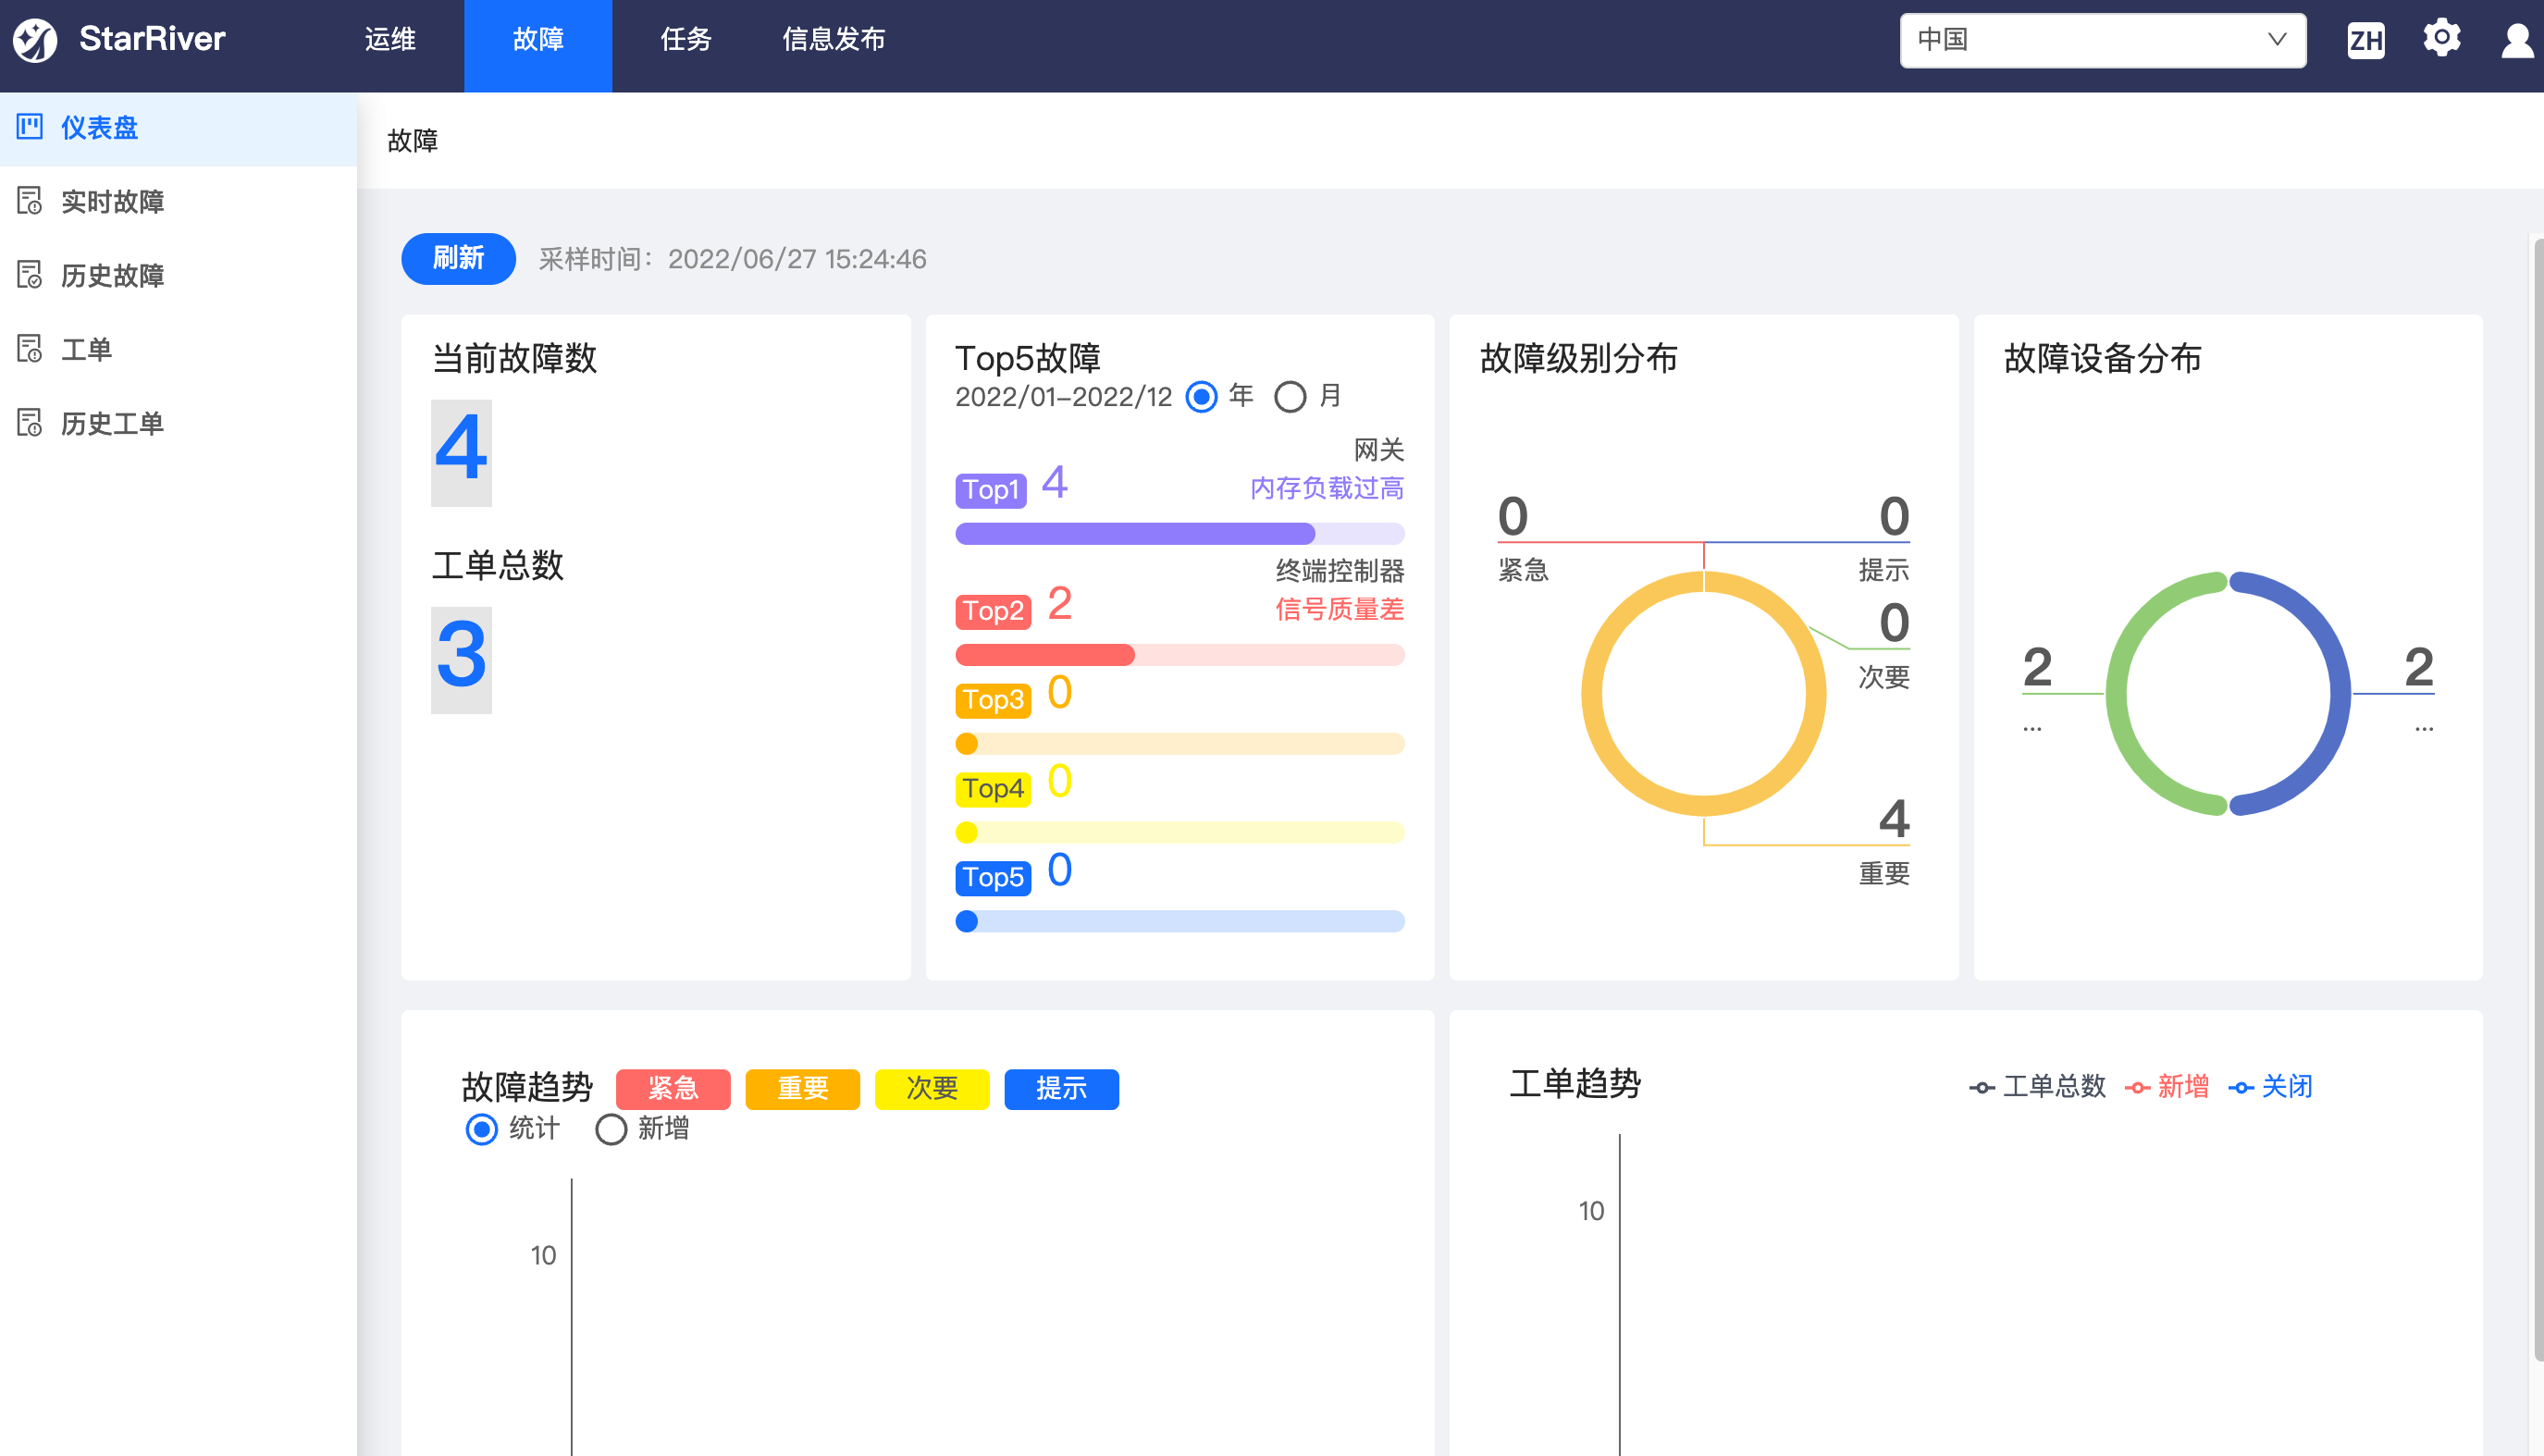 StarRiver
运维
故障
任务
信息发布
中国
ZH
仪表盘
实时故障
历史故障
工单
历史工单
故障
刷新
采样时间：2022/06/27 15:24:46
当前故障数
4
工单总数
3
Top5故障
2022/01-2022/12 年 月
网关
Top1 4 内存负载过高
终端控制器
Top2 2 信号质量差
Top3 0
Top4 0
Top5 0
故障级别分布
0 0
紧急 提示
0
次要
4
重要
故障设备分布
2 2
... ...
故障趋势 紧急 重要 次要 提示
统计 新增
10
工单趋势 工单总数 新增 关闭
10